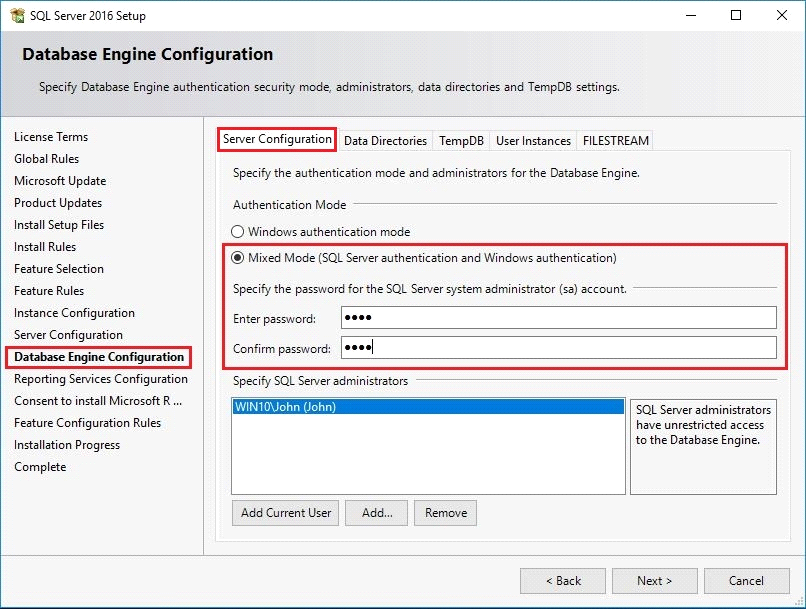 SQL Server 2016 Setup
Database Engine Configuration
Specify Database Engine authentication security mode, administrators, data directories and TempDB settings.
License Terms
Global Rules
Microsoft Update
Product Updates
Install Setup Files
Install Rules
Feature Selection
Feature Rules
Instance Configuration
Server Configuration
Database Engine Configuration
Reporting Services Configuration
Consent to install Microsoft R ...
Feature Configuration Rules
Installation Progress
Complete
Server Configuration Data Directories TempDB User Instances FILESTREAM
Specify the authentication mode and administrators for the Database Engine.
Authentication Mode
Windows authentication mode
Mixed Mode (SQL Server authentication and Windows authentication)
Specify the password for the SQL Server system administrator (sa) account.
Enter password: ●●●●
Confirm password: ●●●●
Specify SQL Server administrators
WIN10\John (John)
SQL Server administrators
have unrestricted access
to the Database Engine.
Add Current User Add... Remove
< Back Next > Cancel